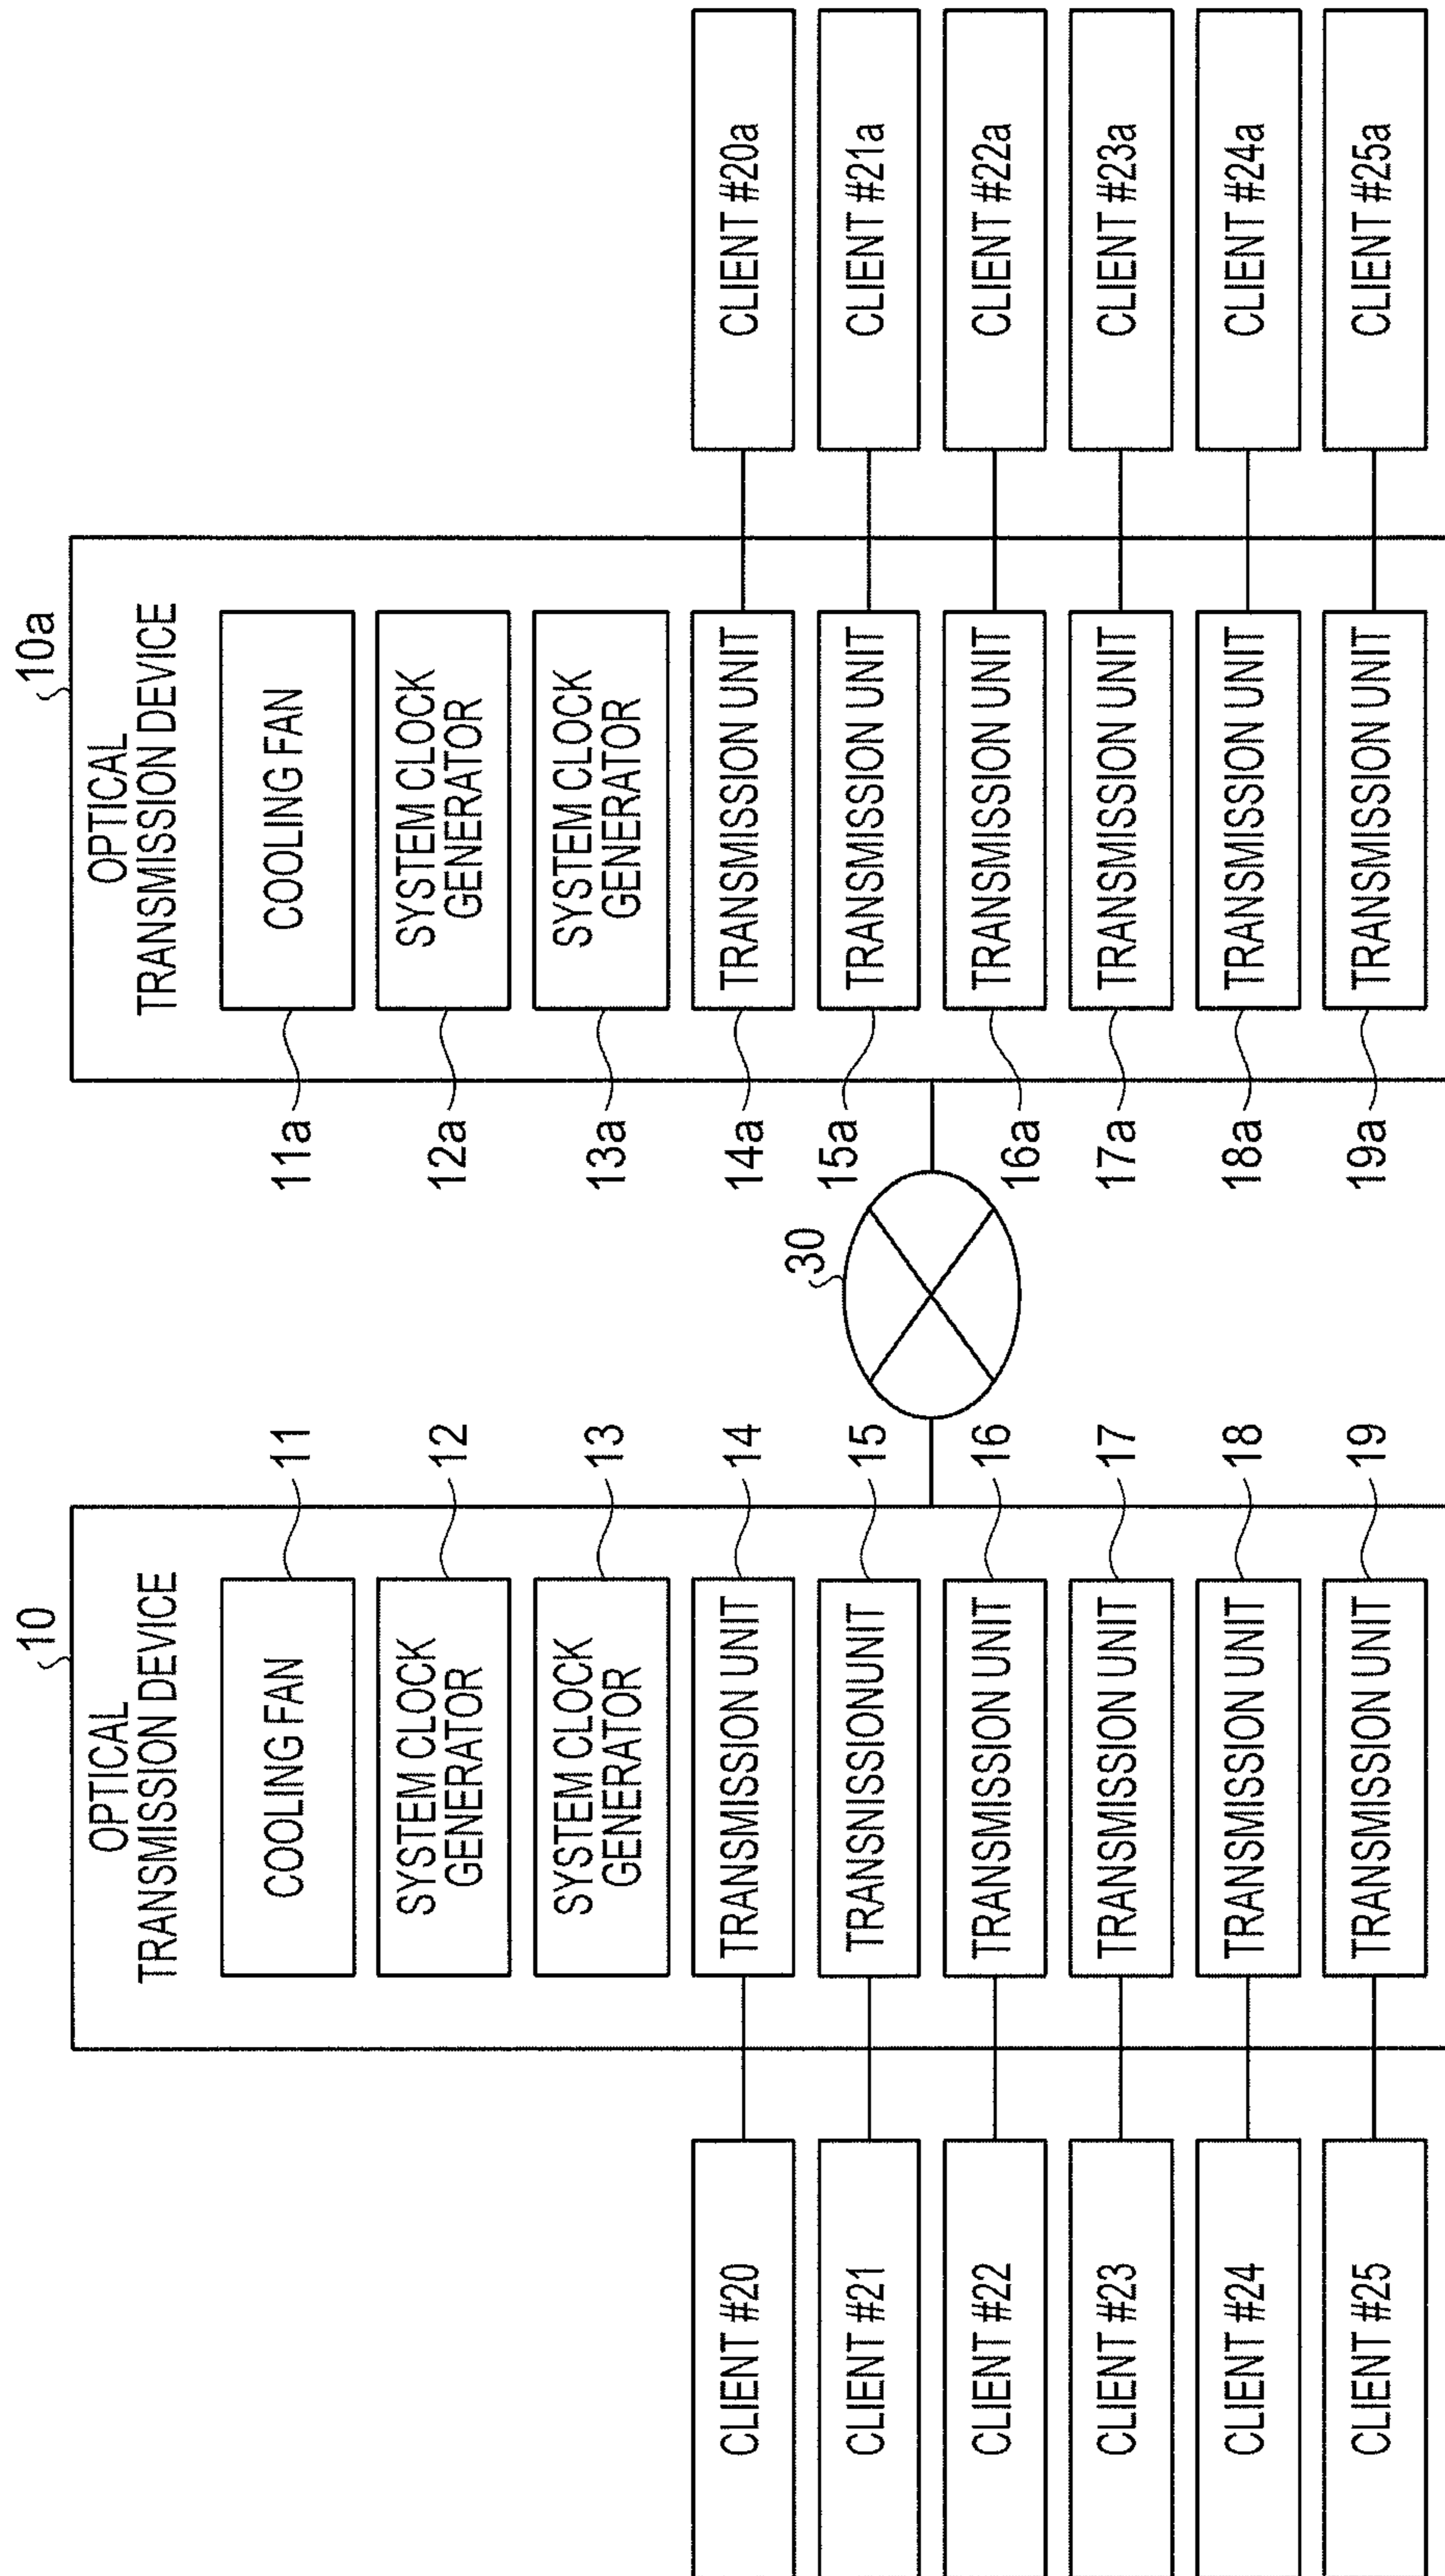 10
OPTICAL
TRANSMISSION DEVICE
COOLING FAN
11
SYSTEM CLOCK
GENERATOR
12
SYSTEM CLOCK
GENERATOR
13
CLIENT #20
TRANSMISSION UNIT
14
CLIENT #21
TRANSNISSIONUNIT
15
CLIENT #22
TRANSMISSION UNIT
16
CLIENT #23
TRANSMISSION UNIT
17
CLIENT #24
TRANSMISSION UNIT
18
CLIENT #25
TRANSMISSION UNIT
19
30
10a
OPTICAL
TRANSMISSION DEVICE
11a
COOLING FAN
12a
SYSTEM CLOCK
GENERATOR
13a
SYSTEM CLOCK
GENERATOR
14a
TRANSMISSION UNIT
CLIENT #20a
15a
TRANSMISSION UNIT
CLIENT #21a
16a
TRANSMISSION UNIT
CLIENT #22a
17a
TRANSMISSION UNIT
CLIENT #23a
18a
TRANSMISSION UNIT
CLIENT #24a
19a
TRANSMISSION UNIT
CLIENT #25a